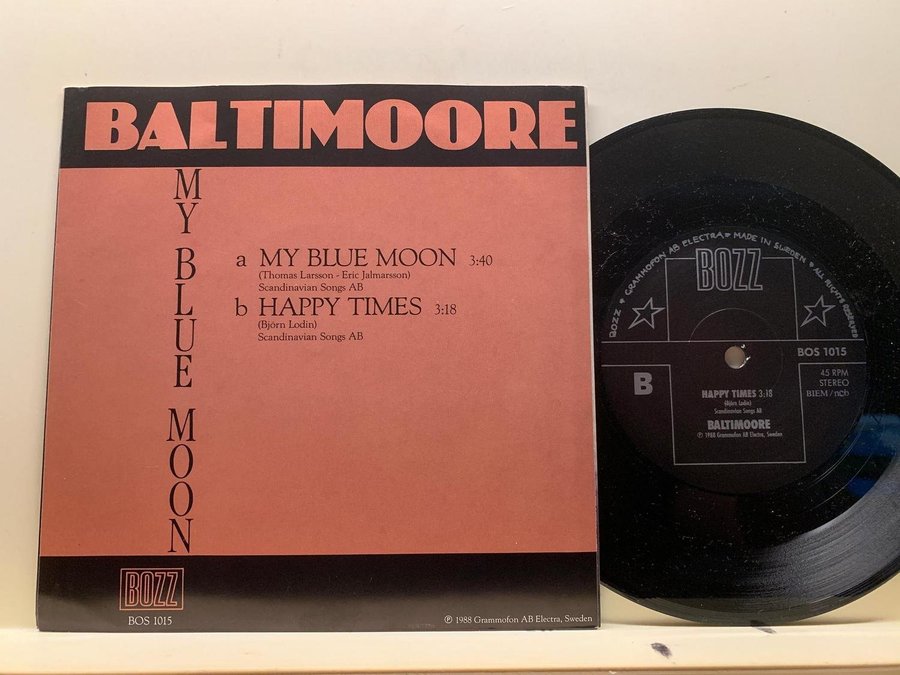 BALTIMOORE
MY BLUE MOON
a MY BLUE MOON 3:40
(Thomas Larsson - Eric Jalmarsson)
Scandinavian Songs AB
b HAPPY TIMES 3:18
(Björn Lodin)
Scandinavian Songs AB
BOZZ
BOS 1015
℗ 1988 Grammofon AB Electra, Sweden
BOZZ • GRAMMOFON AB ELECTRA • MADE IN SWEDEN • ALL RIGHTS RESERVED
BOZZ
BOS 1015
B
45 RPM
STEREO
BIEM/ncb
HAPPY TIMES 3:18
(Björn Lodin)
Scandinavian Songs AB
BALTIMOORE
℗ 1988 Grammofon AB Electra, Sweden